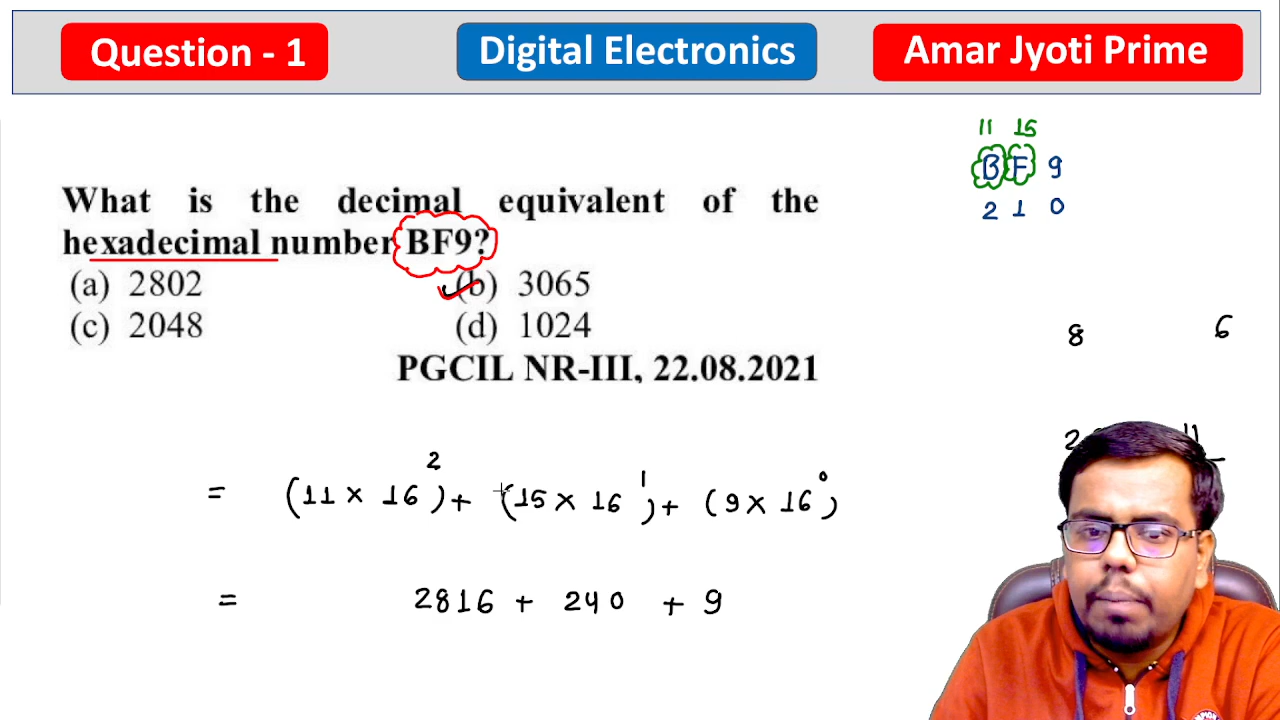 Question - 1
Digital Electronics
Amar Jyoti Prime
11 15
B F 9
2 1 0
What is the decimal equivalent of the
hexadecimal number BF9?
(a) 2802 (b) 3065
(c) 2048 (d) 1024
PGCIL NR-III, 22.08.2021
8 6
2 11
= (11 × 16²) + (15 × 16¹) + (9 × 16⁰)
= 2816 + 240 + 9